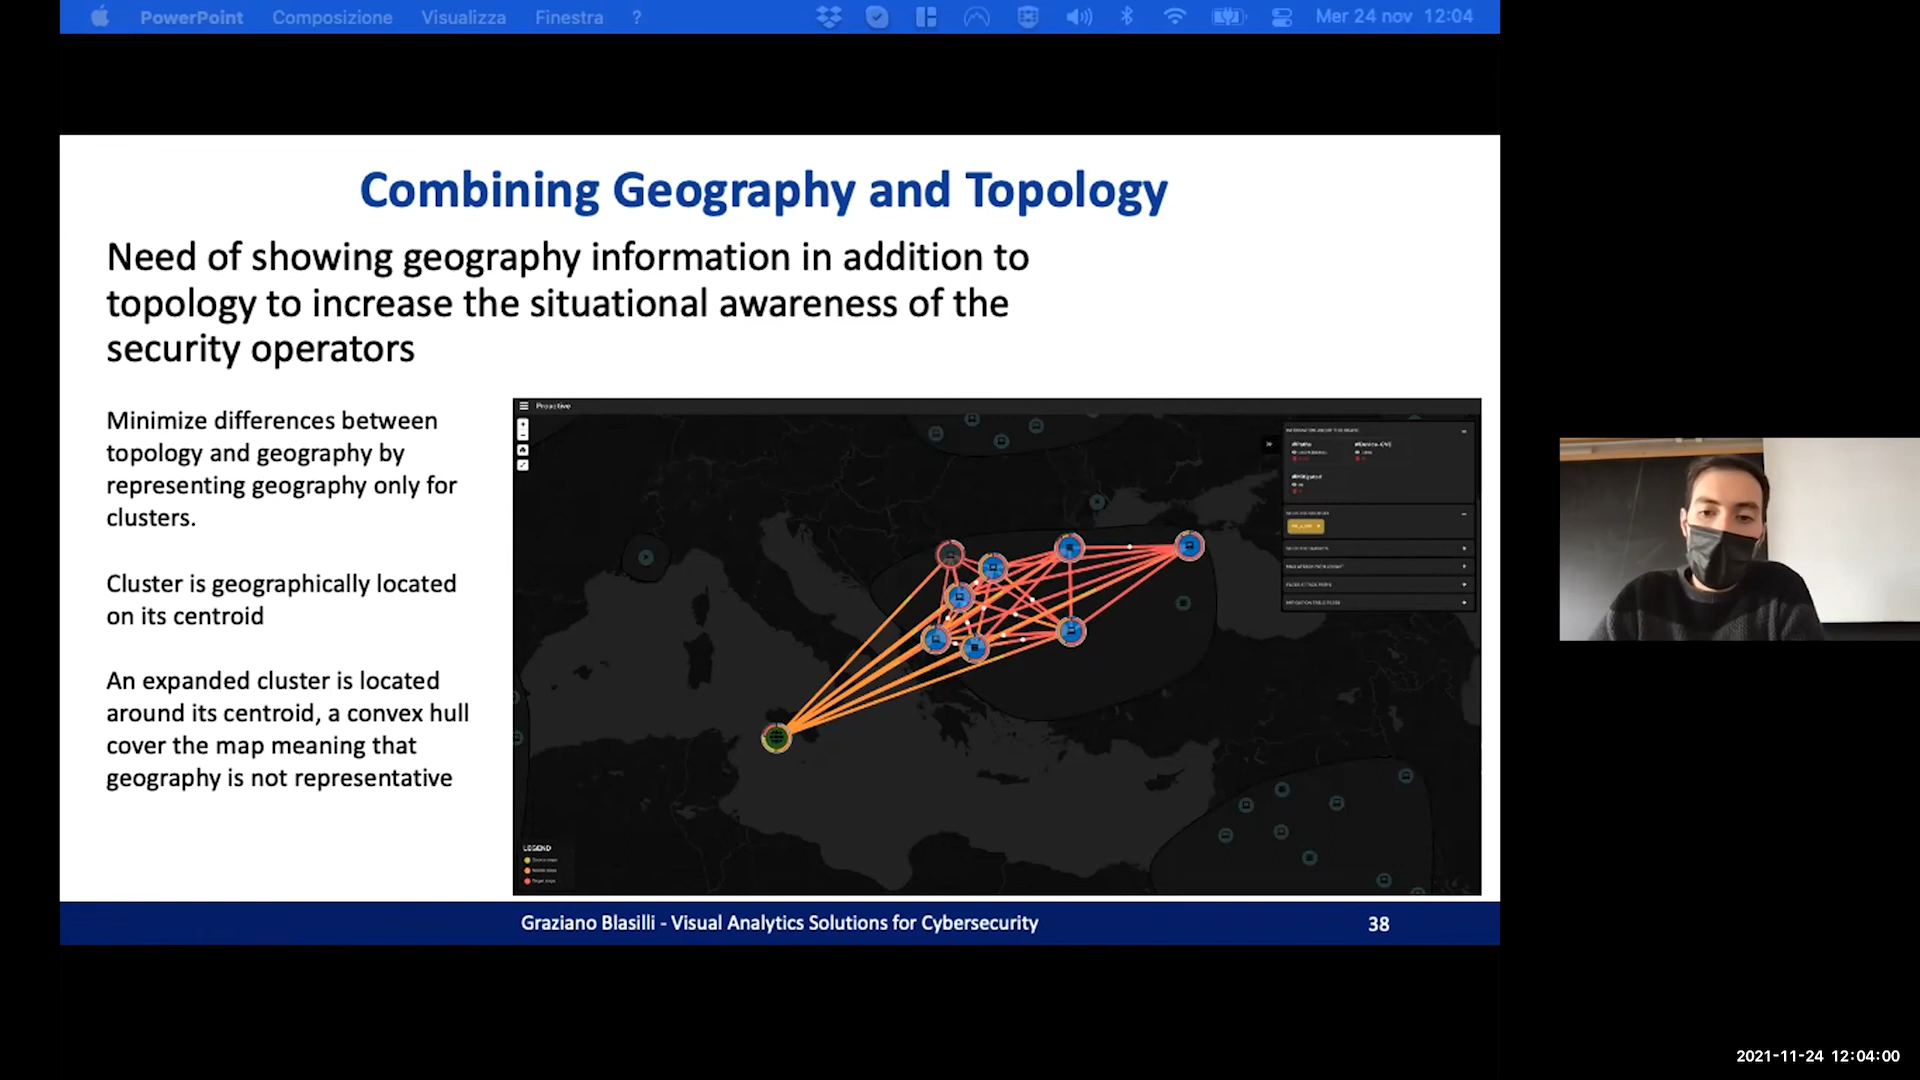 PowerPoint Composizione Visualizza Finestra ? Mer 24 nov 12:04
Combining Geography and Topology
Need of showing geography information in addition to
topology to increase the situational awareness of the
security operators
Minimize differences between
topology and geography by
representing geography only for
clusters.
Cluster is geographically located
on its centroid
An expanded cluster is located
around its centroid, a convex hull
cover the map meaning that
geography is not representative
Proactive
LEGEND
Graziano Blasilli - Visual Analytics Solutions for Cybersecurity
38
2021-11-24 12:04:00